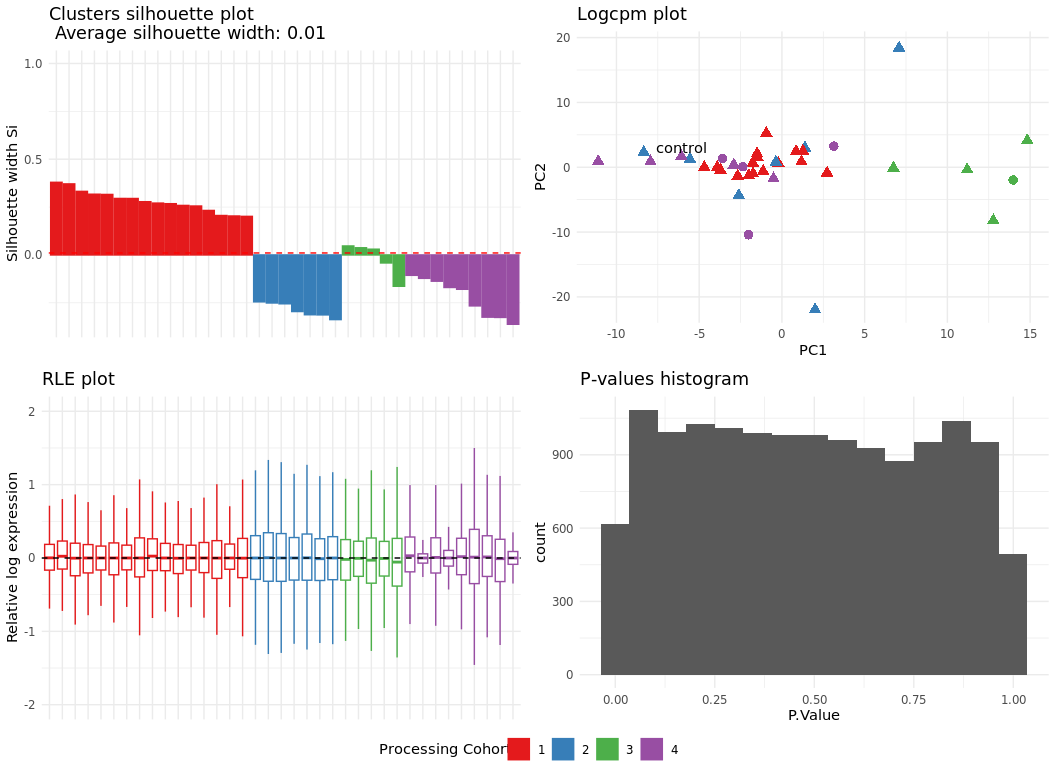 Clusters silhouette plot
Average silhouette width: 0.01
1.0
0.5
0.0
Silhouette width Si
Logcpm plot
20
10
0
-10
-20
PC2
control
-10
-5
0
5
10
15
PC1
RLE plot
2
1
0
-1
-2
Relative log expression
P-values histogram
900
600
300
0
count
0.00
0.25
0.50
0.75
1.00
P.Value
Processing Cohort 1 2 3 4